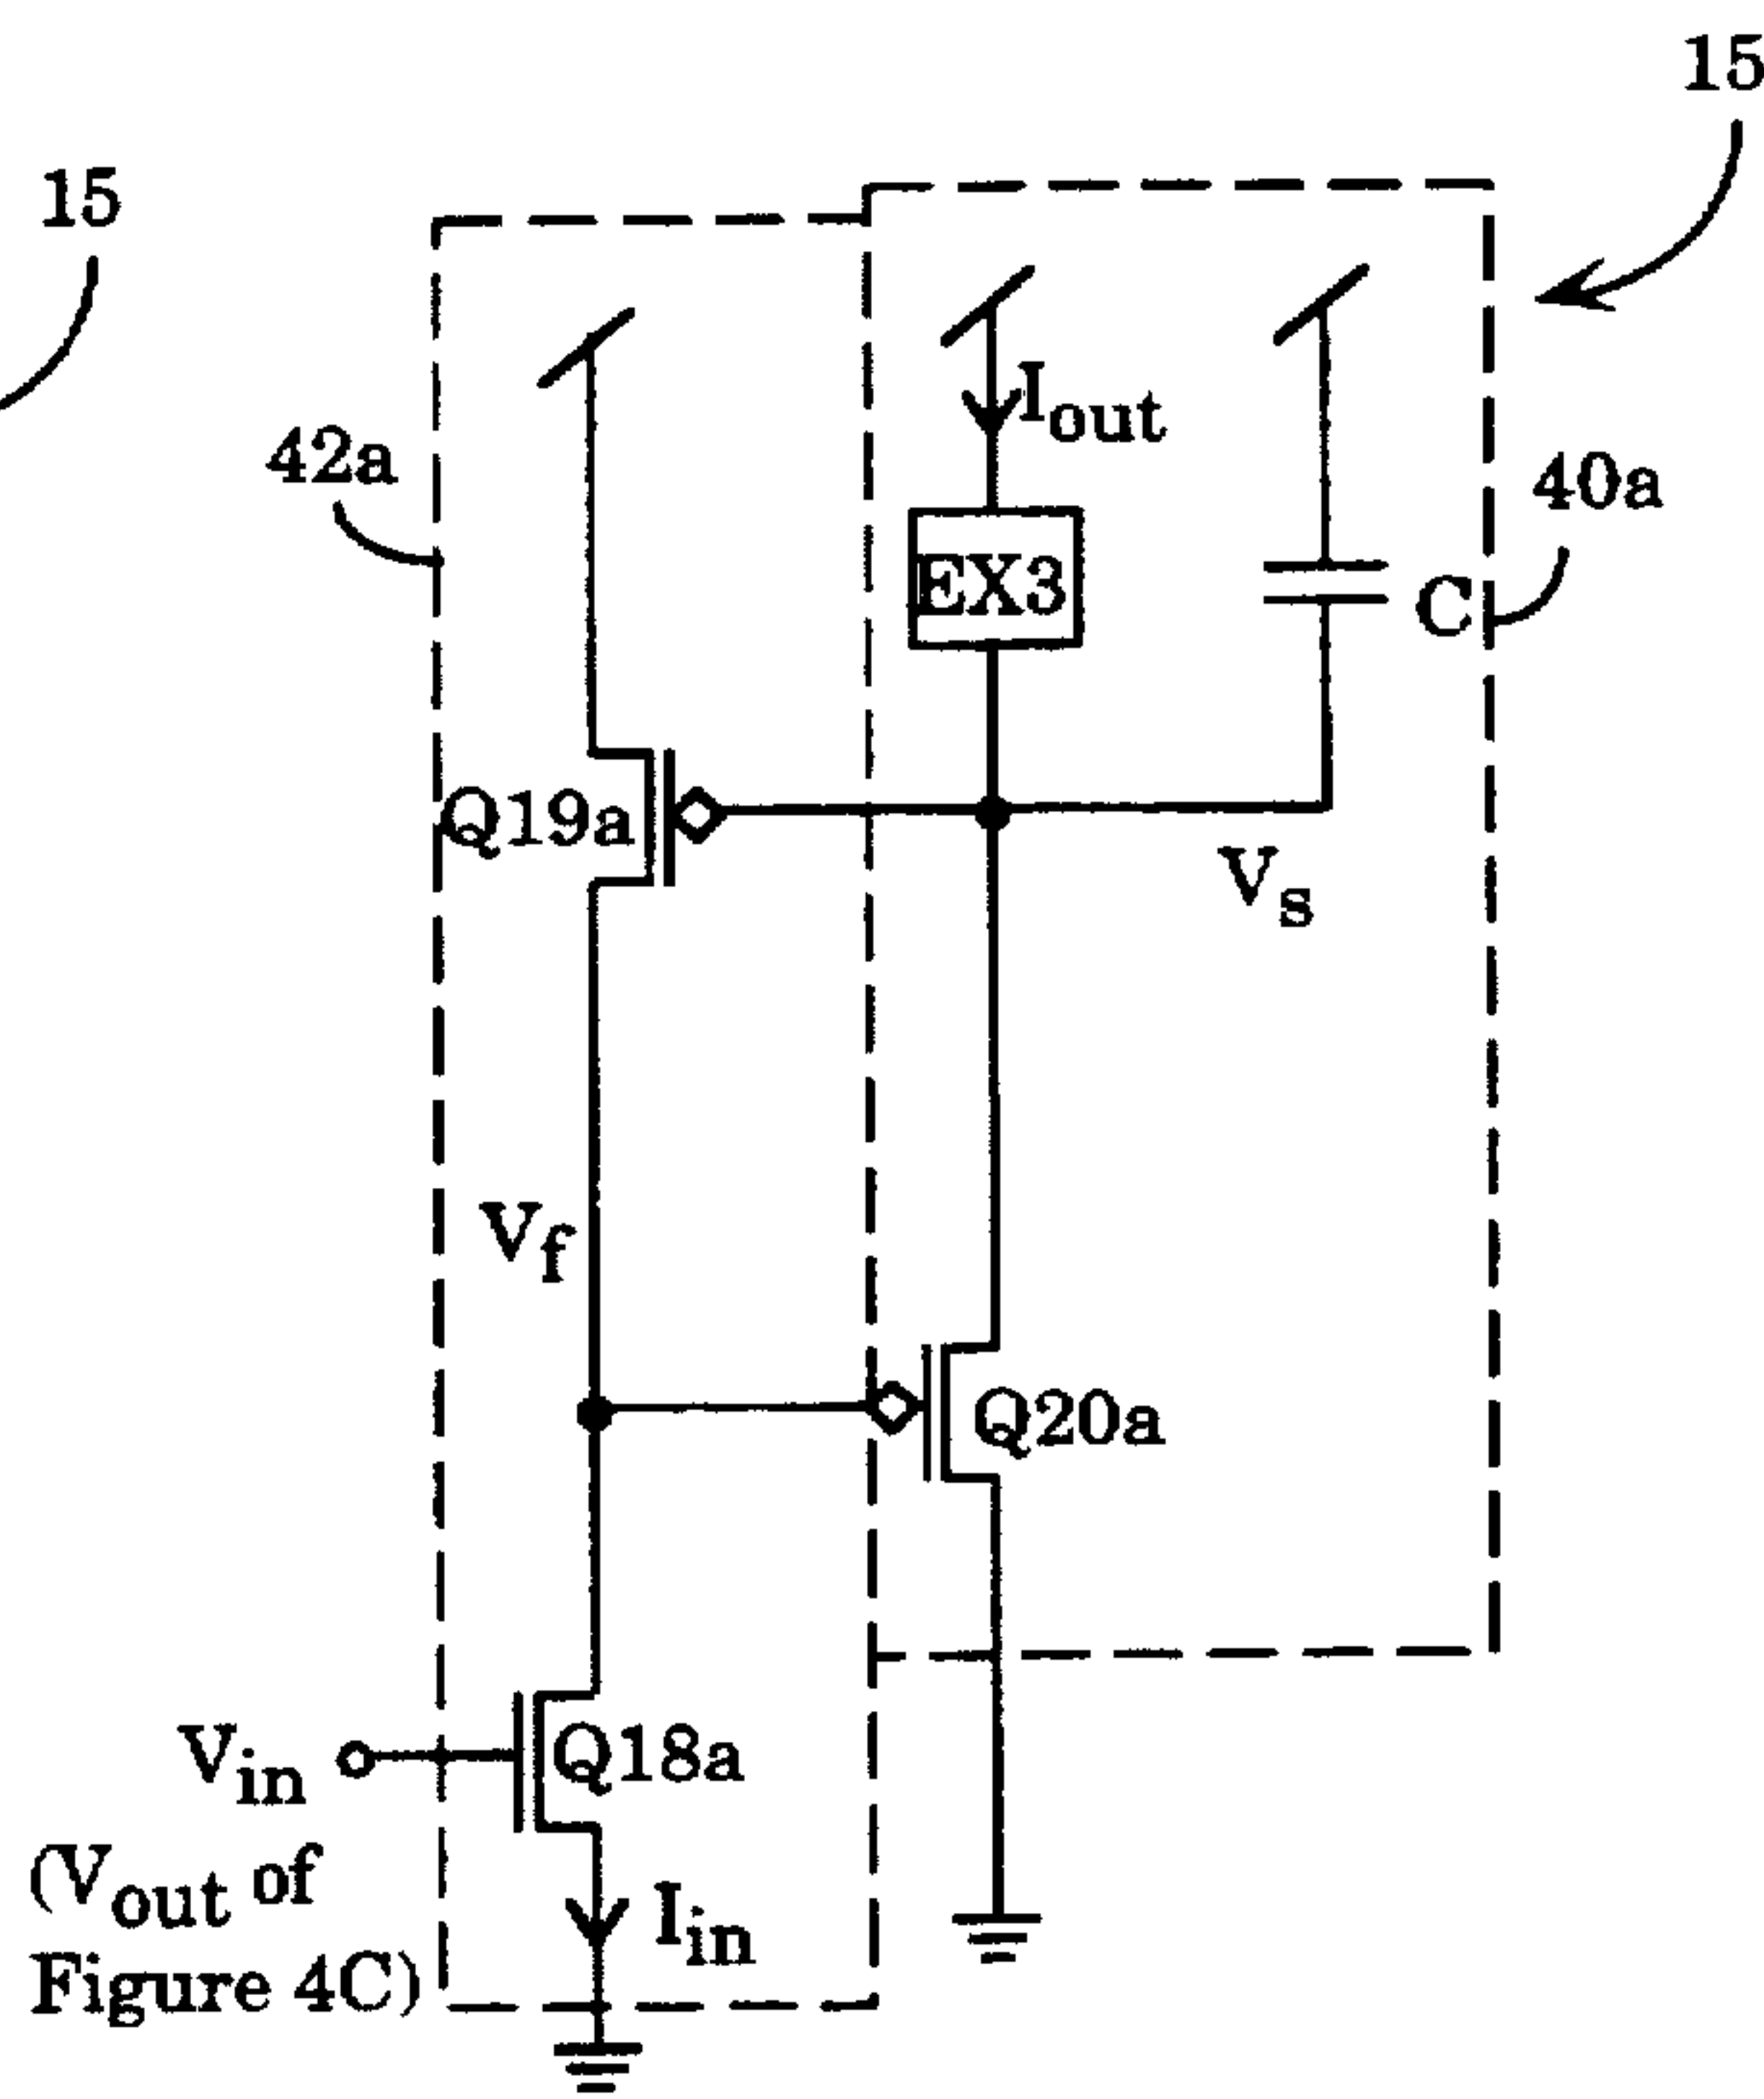 15
15
42a
Iout
40a
EX3
C
Q19a
Vs
Vf
Q20a
Vin
Q18a
(Vout of
Iin
Figure 4C)